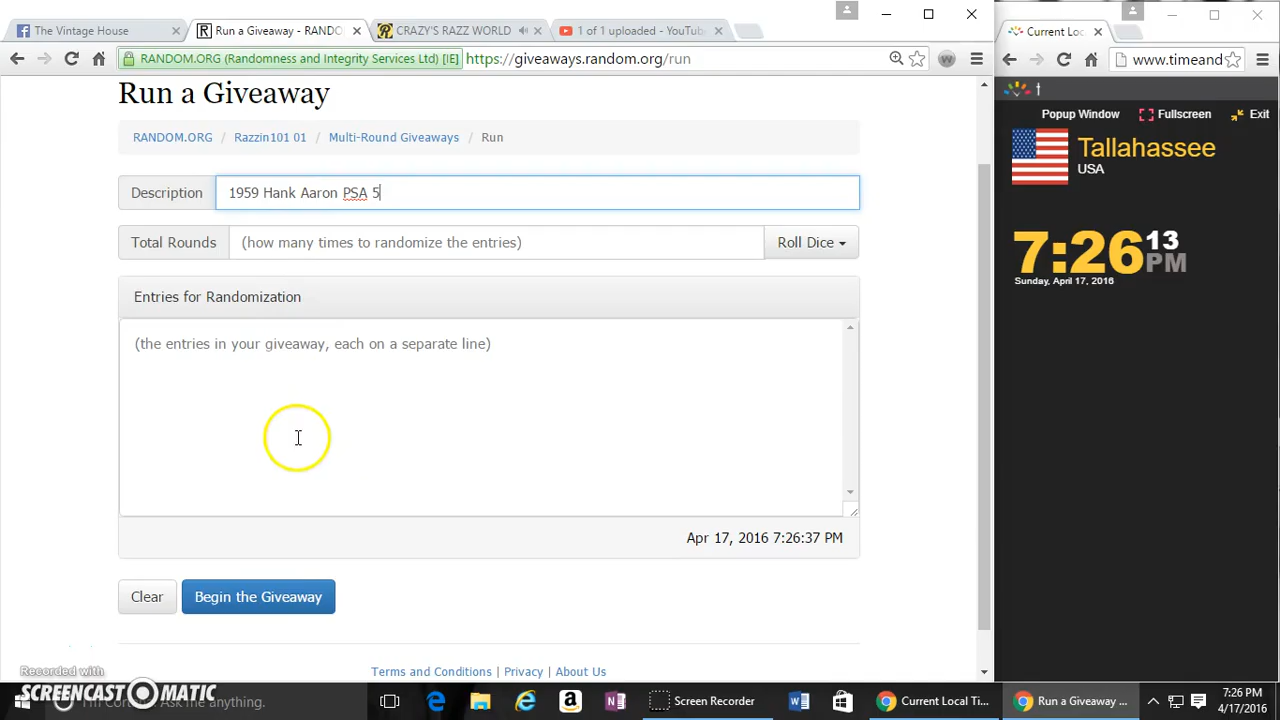 The Vintage House
Run a Giveaway - RANDO
CRAZY'S RAZZ WORLD
1 of 1 uploaded - YouTub
Current Loc
RANDOM.ORG (Randomness and Integrity Services Ltd) [IE]
https://giveaways.random.org/run
www.timeand
Run a Giveaway
RANDOM.ORG / Razzin101 01 / Multi-Round Giveaways / Run
Description
1959 Hank Aaron PSA 5
Total Rounds
(how many times to randomize the entries)
Roll Dice
Entries for Randomization
(the entries in your giveaway, each on a separate line)
Apr 17, 2016 7:26:37 PM
Clear
Begin the Giveaway
Terms and Conditions | Privacy | About Us
Popup Window
Fullscreen
Exit
Tallahassee
USA
7:26 13 PM
Sunday, April 17, 2016
Recorded with
SCREENCAST-O-MATIC
me anything.
Screen Recorder
Current Local Ti...
Run a Giveaway ...
7:26 PM
4/17/2016